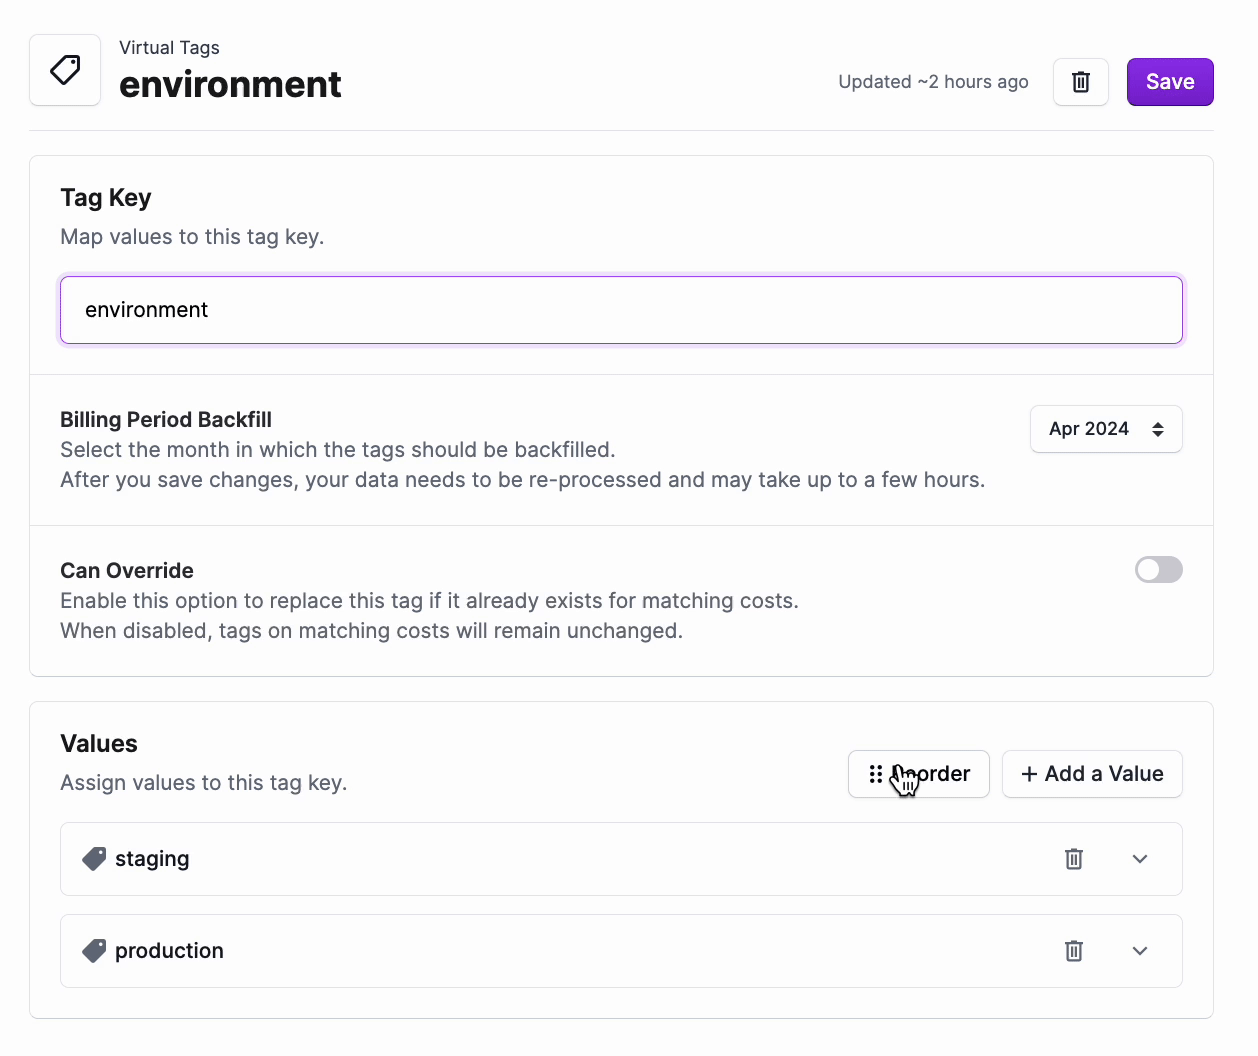 Virtual Tags
environment
Updated ~2 hours ago
Save
Tag Key
Map values to this tag key.
environment
Billing Period Backfill
Select the month in which the tags should be backfilled.
After you save changes, your data needs to be re-processed and may take up to a few hours.
Apr 2024
Can Override
Enable this option to replace this tag if it already exists for matching costs.
When disabled, tags on matching costs will remain unchanged.
Values
Assign values to this tag key.
Reorder
+ Add a Value
staging
production